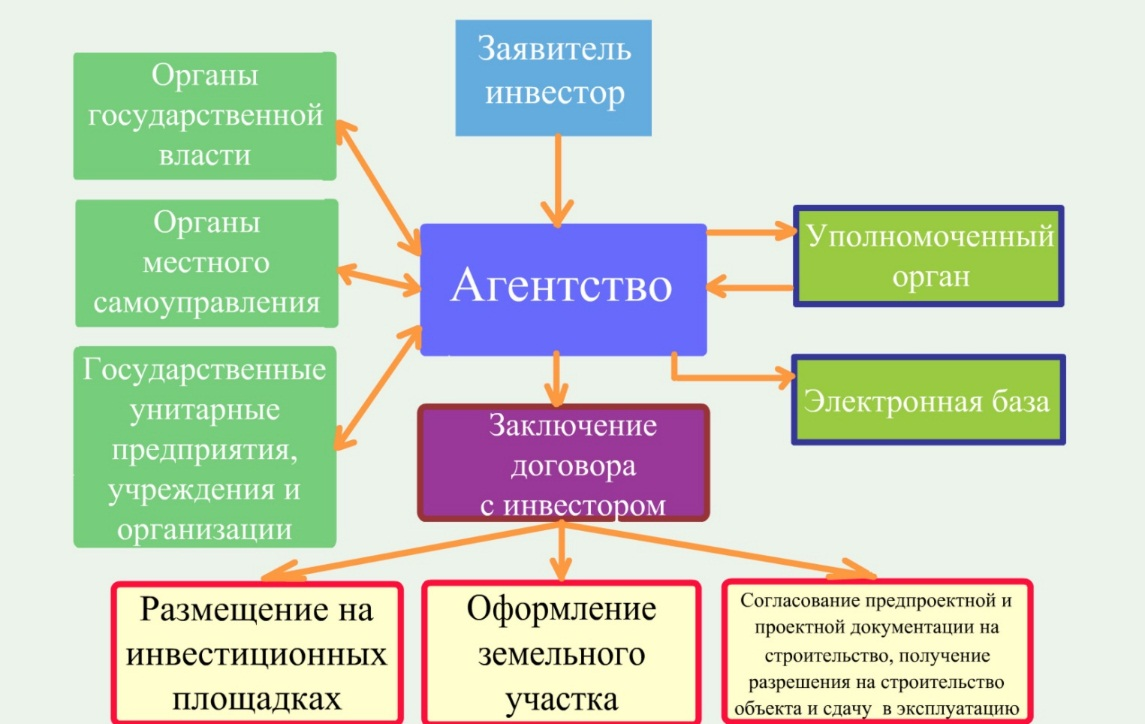 Заявитель
инвестор
Органы
государственной
власти
Органы
местного
самоуправления
Государственные
унитарные
предприятия,
учреждения и
организации
Агентство
Уполномоченный
орган
Электронная база
Заключение
договора
с инвестором
Размещение на
инвестиционных
площадках
Оформление
земельного
участка
Согласование предпроектной и
проектной документации на
строительство, получение
разрешения на строительство
объекта и сдачу в эксплуатацию